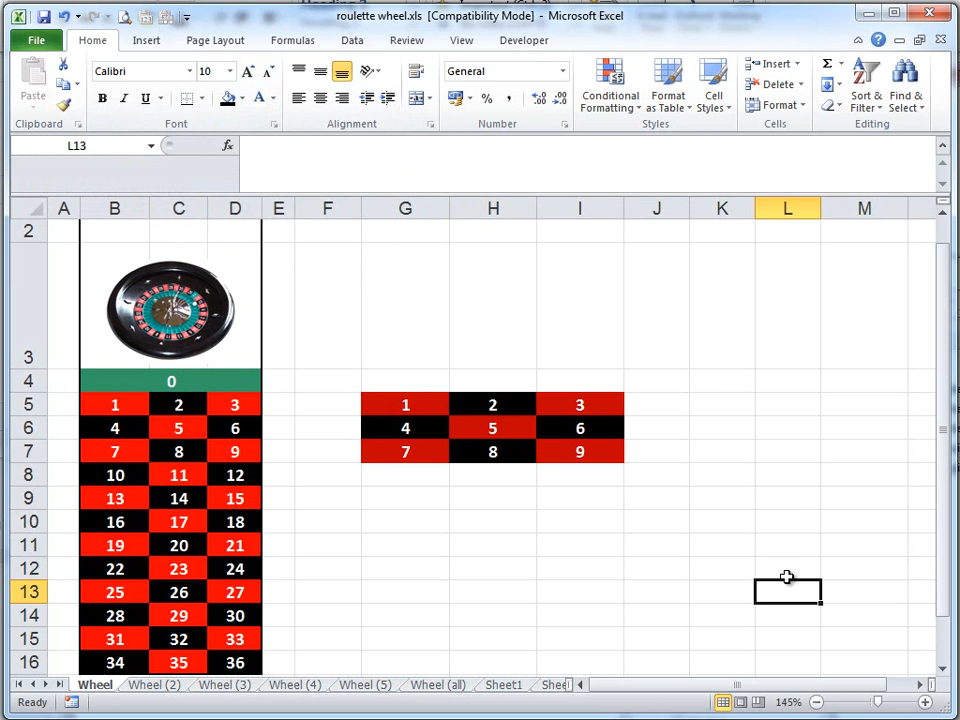 roulette wheel.xls [Compatibility Mode] - Microsoft Excel
File Home Insert Page Layout Formulas Data Review View Developer
Paste
Calibri 10
General
Conditional Formatting
Format as Table
Cell Styles
Insert
Delete
Format
Sort & Filter
Find & Select
Clipboard Font Alignment Number Styles Cells Editing
L13 fx
A B C D E F G H I J K L M
2
3
4 0
5 1 2 3 1 2 3
6 4 5 6 4 5 6
7 7 8 9 7 8 9
8 10 11 12
9 13 14 15
10 16 17 18
11 19 20 21
12 22 23 24
13 25 26 27
14 28 29 30
15 31 32 33
16 34 35 36
Wheel Wheel (2) Wheel (3) Wheel (4) Wheel (5) Wheel (all) Sheet1 Shee
Ready 145%